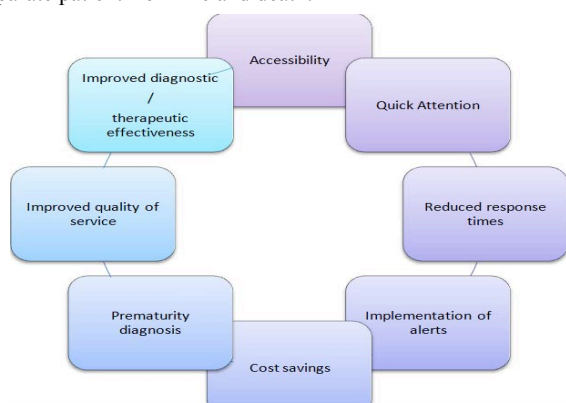 Accessibility
Quick Attention
Reduced response
times
Implementation of
alerts
Cost savings
Prematurity
diagnosis
Improved quality of
service
Improved diagnostic
/
therapeutic
effectiveness